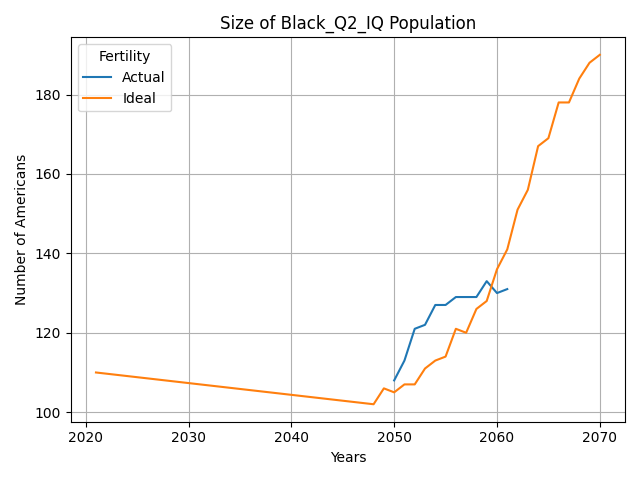 Size of Black_Q2_IQ Population
Fertility
Actual
Ideal
Number of Americans
180
160
140
120
100
2020
2030
2040
2050
2060
2070
Years